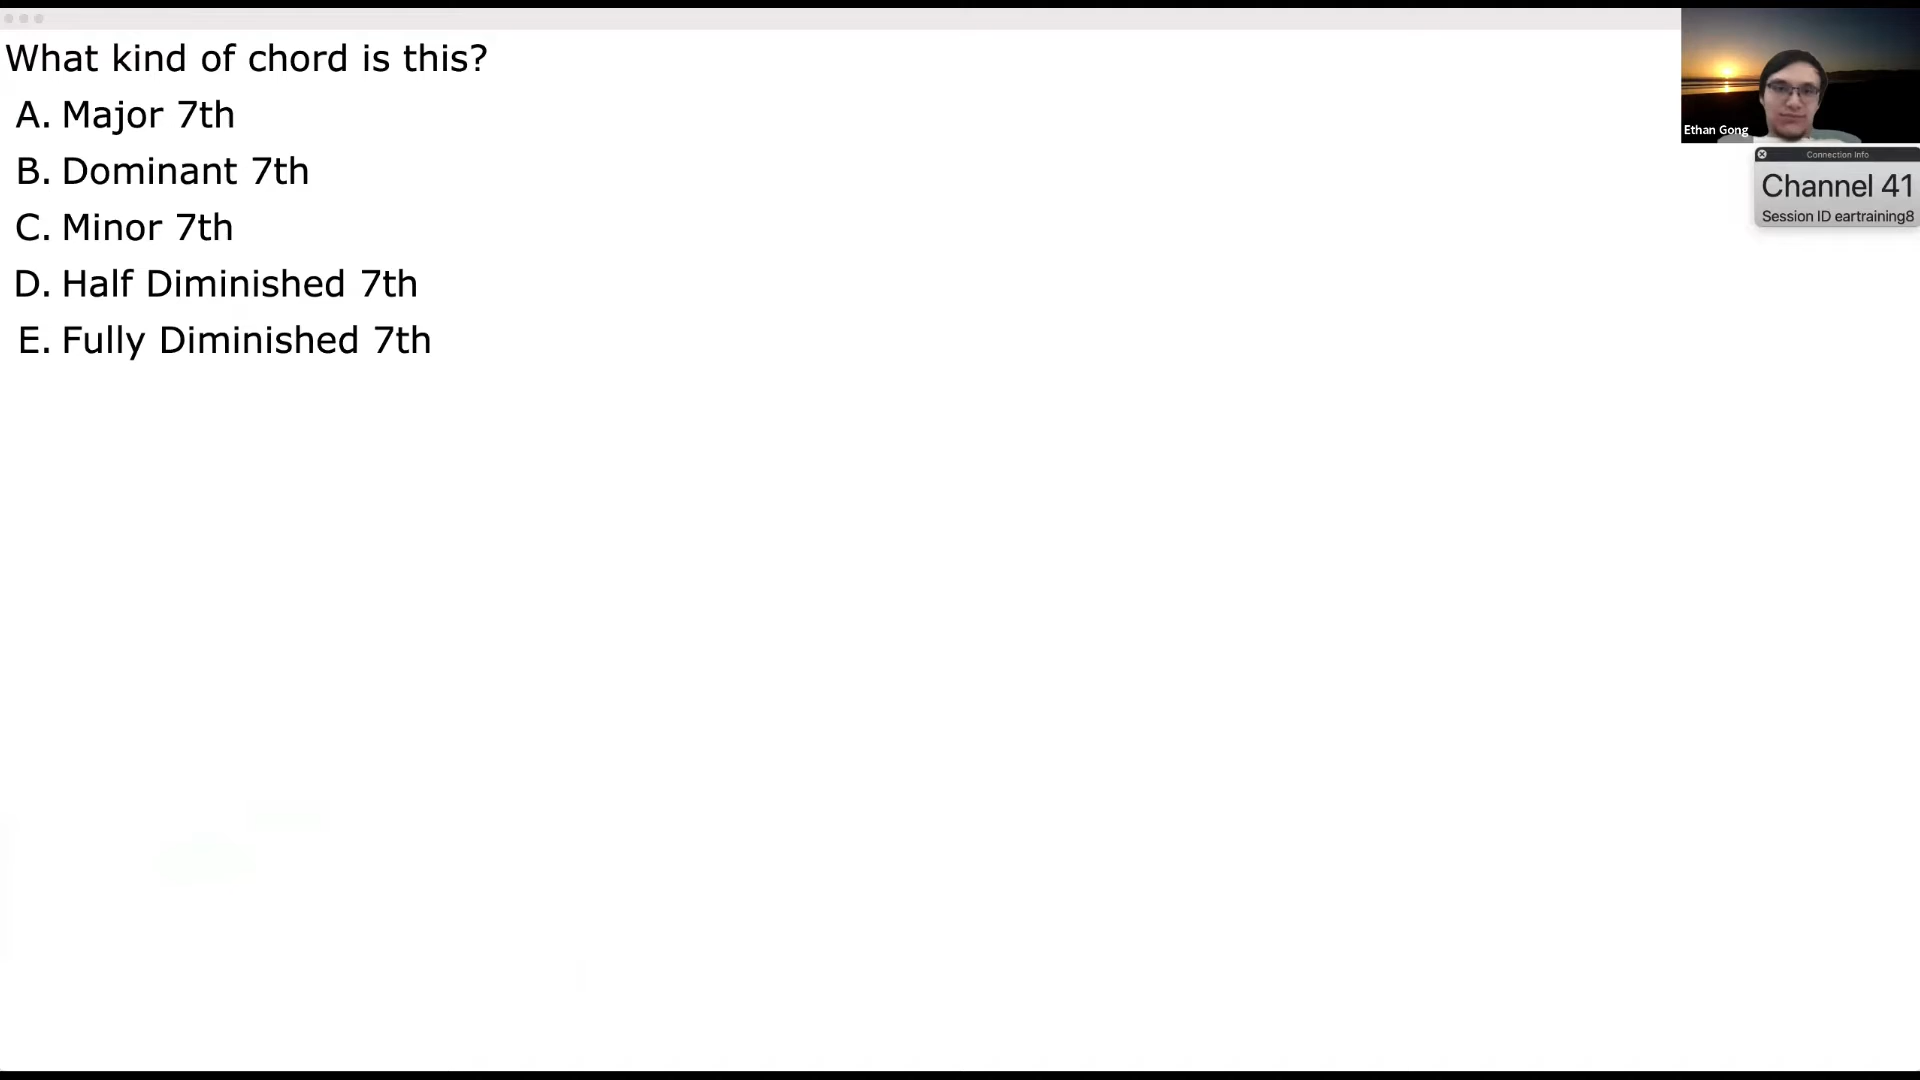 What kind of chord is this?
A. Major 7th
B. Dominant 7th
C. Minor 7th
D. Half Diminished 7th
E. Fully Diminished 7th
Ethan Gong
Connection Info
Channel 41
Session ID eartraining8